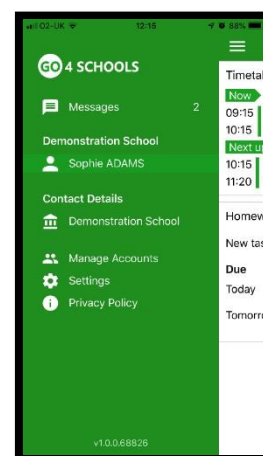 O2-UK 12:15 88%
GO 4 SCHOOLS
Messages 2
Demonstration School
Sophie ADAMS
Contact Details
Demonstration School
Manage Accounts
Settings
Privacy Policy
v1.0.0.68826
Timetal
Now
09:15
10:15
Next up
10:15
11:20
Homew
New tas
Due
Today
Tomorro